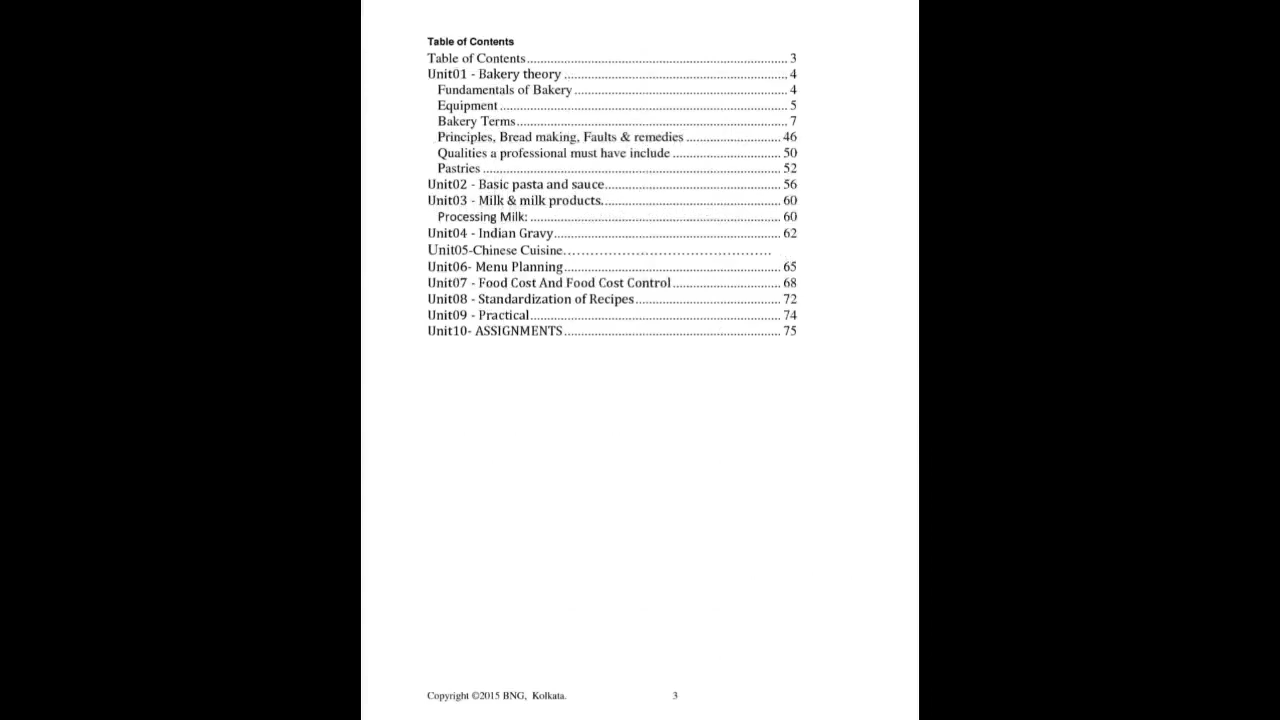 Table of Contents
Table of Contents.......................................................................................... 3
Unit01 - Bakery theory .............................................................................. 4
Fundamentals of Bakery ........................................................................... 4
Equipment .................................................................................................. 5
Bakery Terms............................................................................................. 7
Principles, Bread making, Faults & remedies ................................ 46
Qualities a professional must have include ..................................... 50
Pastries ...................................................................................................... 52
Unit02 - Basic pasta and sauce............................................................. 56
Unit03 - Milk & milk products.............................................................. 60
Processing Milk: ....................................................................................... 60
Unit04 - Indian Gravy............................................................................... 62
Unit05-Chinese Cuisine..........................................
Unit06- Menu Planning........................................................................... 65
Unit07 - Food Cost And Food Cost Control..................................... 68
Unit08 - Standardization of Recipes.................................................. 72
Unit09 - Practical...................................................................................... 74
Unit10- ASSIGNMENTS........................................................................... 75
Copyright ©2015 BNG, Kolkata. 3